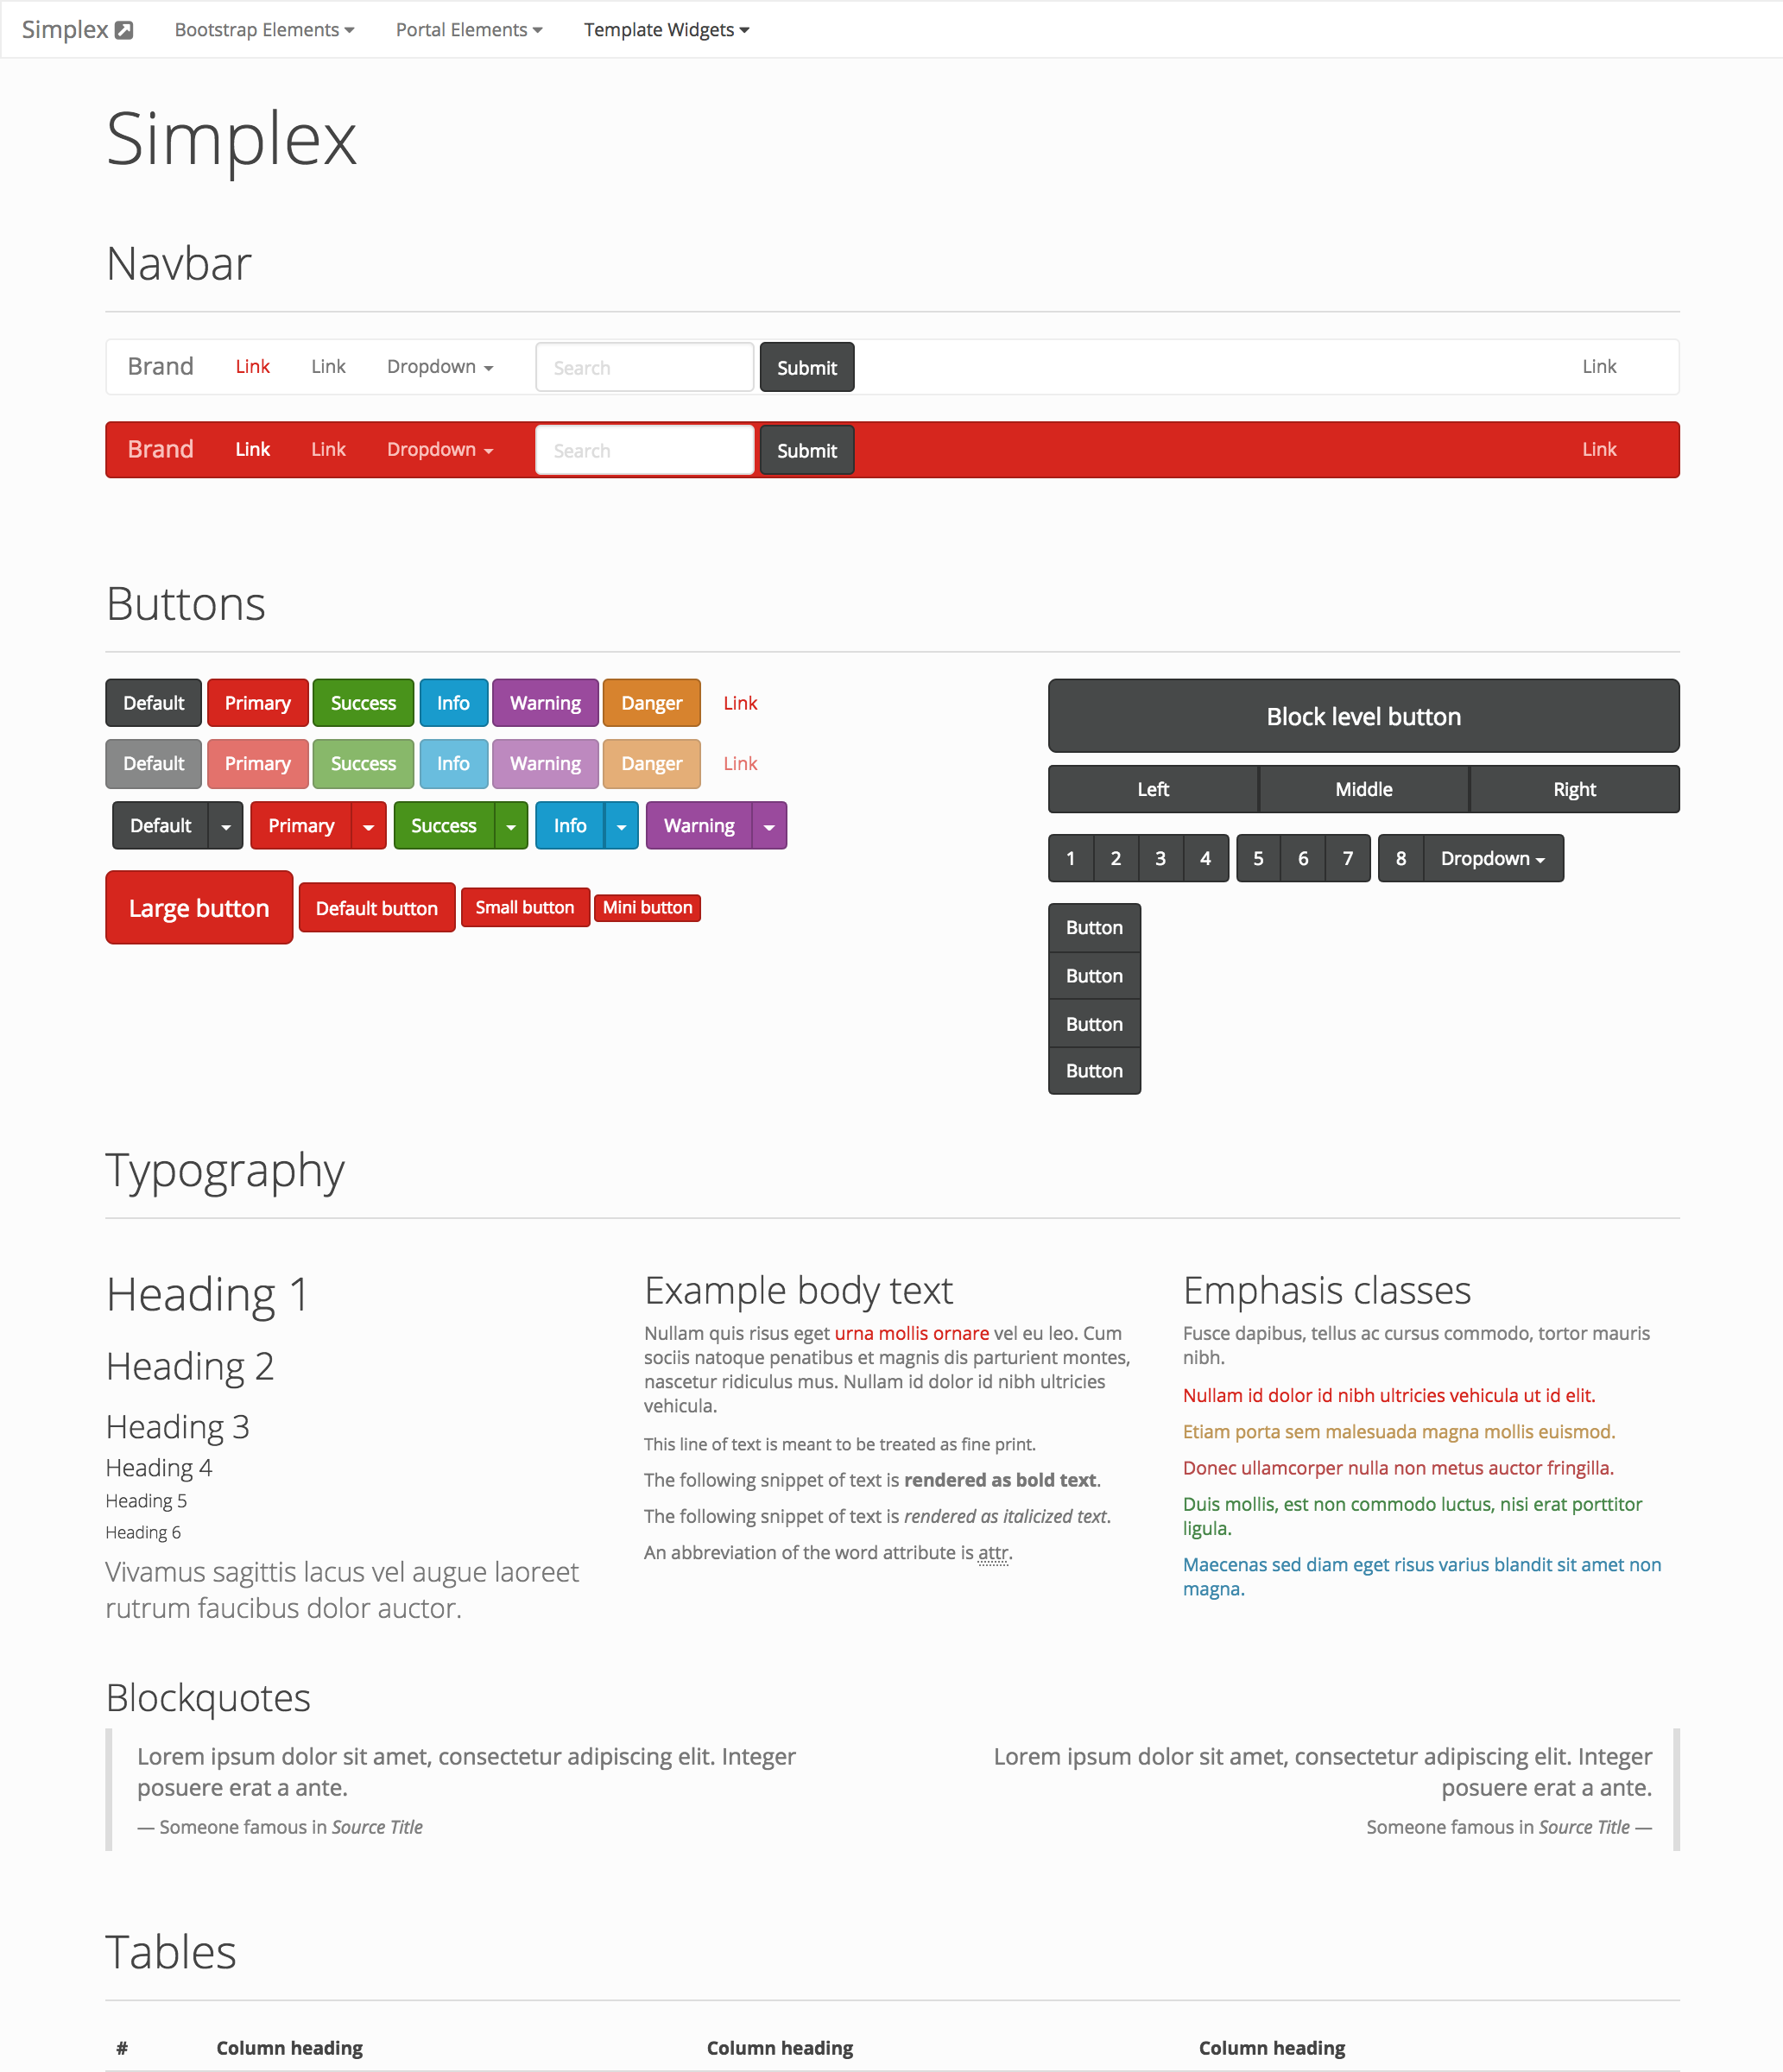 Simplex Bootstrap Elements Portal Elements Template Widgets
Simplex
Navbar
Brand Link Link Dropdown Search Submit Link
Brand Link Link Dropdown Search Submit Link
Buttons
Default Primary Success Info Warning Danger Link
Default Primary Success Info Warning Danger Link
Default Primary Success Info Warning
Large button Default button Small button Mini button
Block level button
Left Middle Right
1 2 3 4 5 6 7 8 Dropdown
Button
Button
Button
Button
Typography
Heading 1
Heading 2
Heading 3
Heading 4
Heading 5
Heading 6
Vivamus sagittis lacus vel augue laoreet
rutrum faucibus dolor auctor.
Example body text
Nullam quis risus eget urna mollis ornare vel eu leo. Cum
sociis natoque penatibus et magnis dis parturient montes,
nascetur ridiculus mus. Nullam id dolor id nibh ultricies
vehicula.
This line of text is meant to be treated as fine print.
The following snippet of text is rendered as bold text.
The following snippet of text is rendered as italicized text.
An abbreviation of the word attribute is attr.
Emphasis classes
Fusce dapibus, tellus ac cursus commodo, tortor mauris
nibh.
Nullam id dolor id nibh ultricies vehicula ut id elit.
Etiam porta sem malesuada magna mollis euismod.
Donec ullamcorper nulla non metus auctor fringilla.
Duis mollis, est non commodo luctus, nisi erat porttitor
ligula.
Maecenas sed diam eget risus varius blandit sit amet non
magna.
Blockquotes
Lorem ipsum dolor sit amet, consectetur adipiscing elit. Integer
posuere erat a ante.
— Someone famous in Source Title
Lorem ipsum dolor sit amet, consectetur adipiscing elit. Integer
posuere erat a ante.
Someone famous in Source Title —
Tables
# Column heading Column heading Column heading